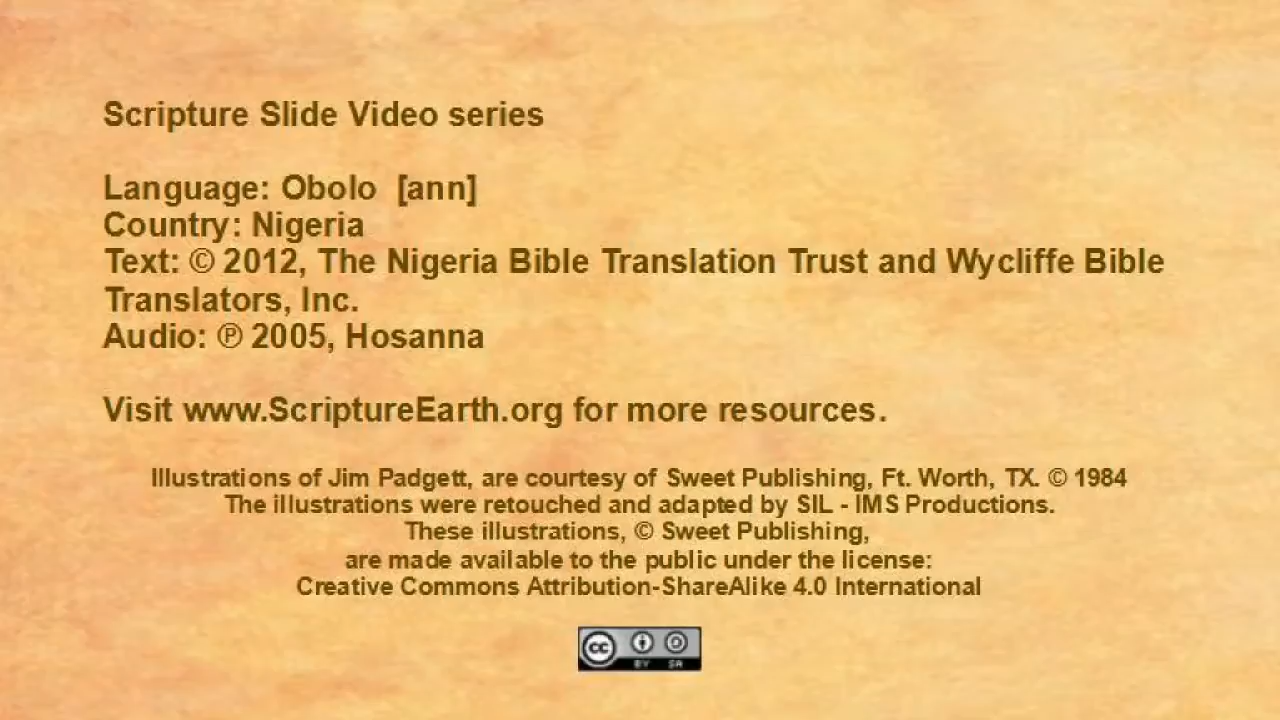 Scripture Slide Video series
Language: Obolo  [ann]
Country: Nigeria
Text: © 2012, The Nigeria Bible Translation Trust and Wycliffe Bible
Translators, Inc.
Audio: ℗ 2005, Hosanna
Visit www.ScriptureEarth.org for more resources.
Illustrations of Jim Padgett, are courtesy of Sweet Publishing, Ft. Worth, TX. © 1984
The illustrations were retouched and adapted by SIL - IMS Productions.
These illustrations, © Sweet Publishing,
are made available to the public under the license:
Creative Commons Attribution-ShareAlike 4.0 International
cc
BY SA